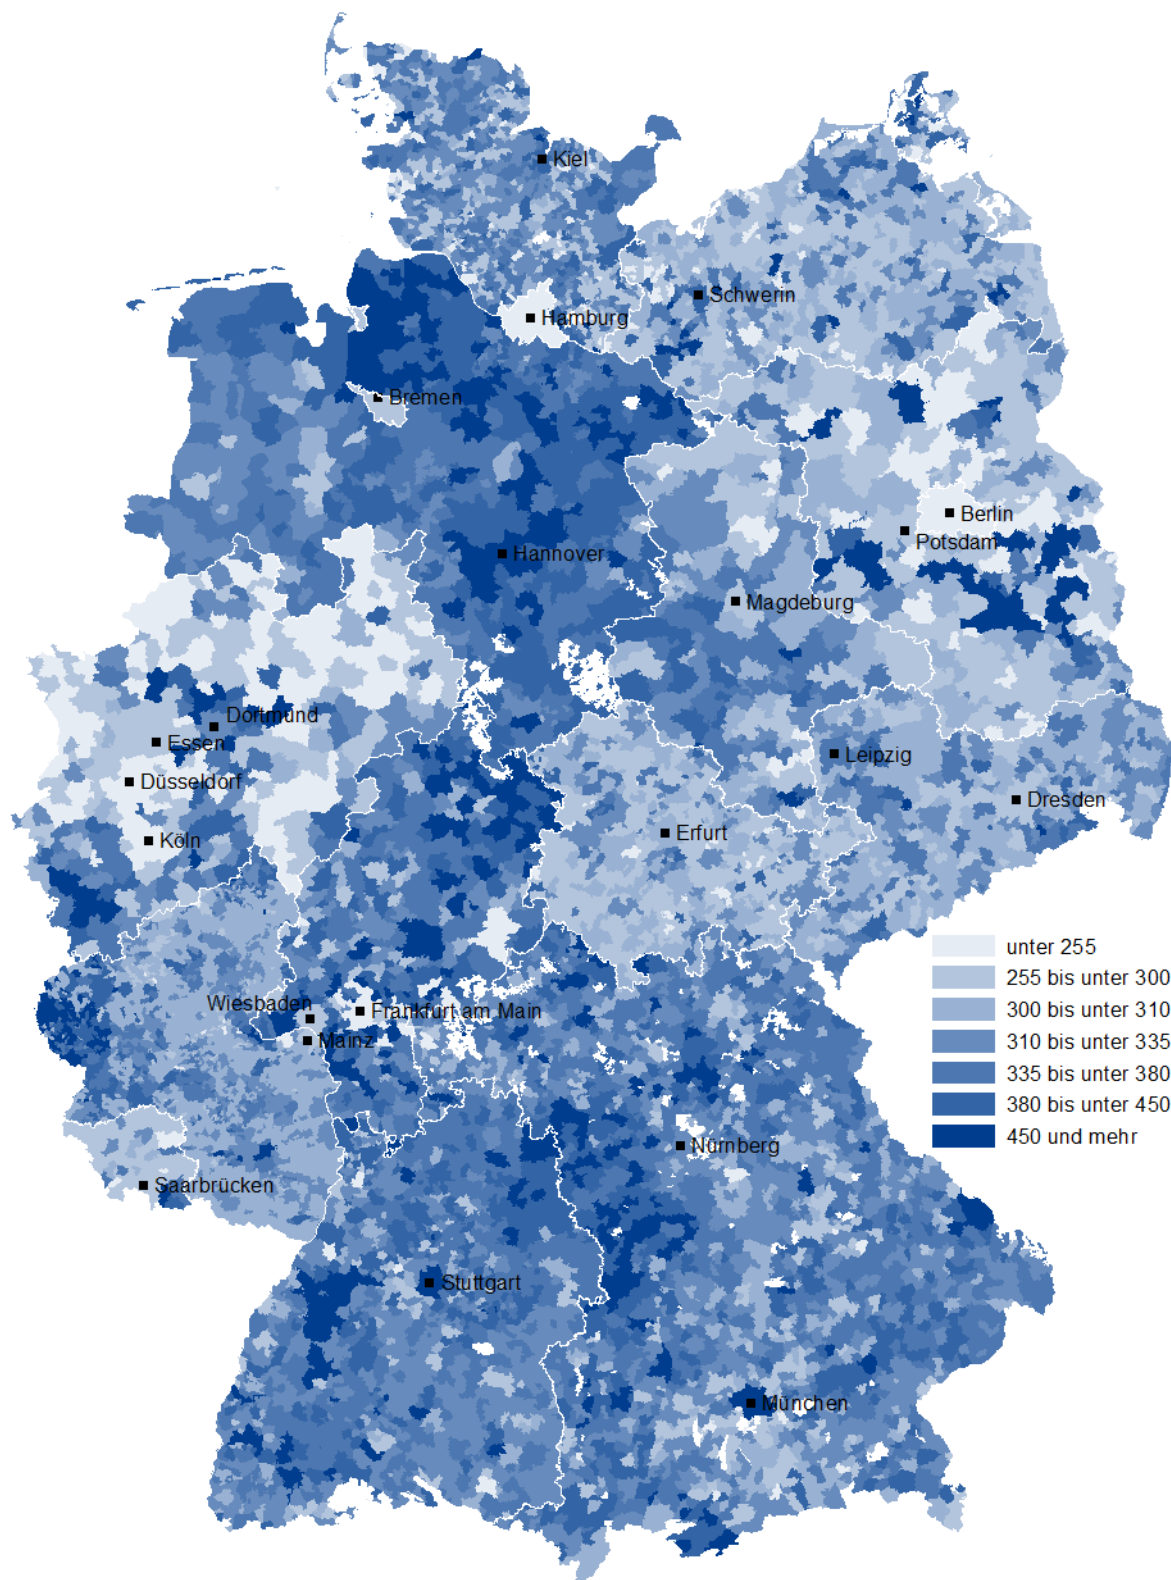 Kiel
Schwerin
Hamburg
Bremen
Berlin
Potsdam
Hannover
Magdeburg
Dortmund
Essen
Leipzig
Düsseldorf
Dresden
Erfurt
Köln
unter 255
255 bis unter 300
300 bis unter 310
310 bis unter 335
335 bis unter 380
380 bis unter 450
450 und mehr
Wiesbaden
Frankfurt am Main
Mainz
Nürnberg
Saarbrücken
Stuttgart
München